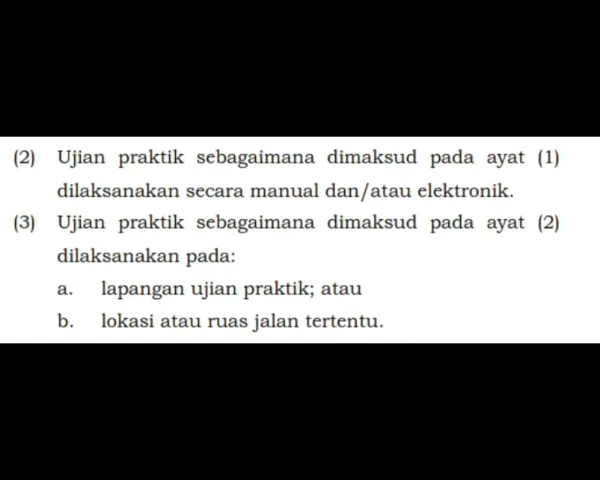 (2) Ujian praktik sebagaimana dimaksud pada ayat (1)
dilaksanakan secara manual dan/atau elektronik.
(3) Ujian praktik sebagaimana dimaksud pada ayat (2)
dilaksanakan pada:
a. lapangan ujian praktik; atau
b. lokasi atau ruas jalan tertentu.